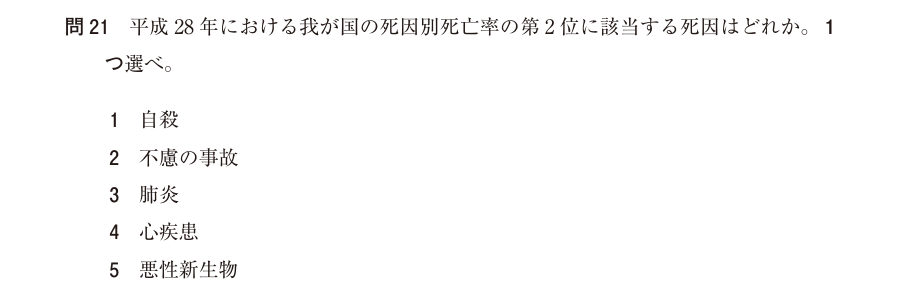 問21　平成 28 年における我が国の死因別死亡率の第 2 位に該当する死因はどれか。1
つ選べ。
1　自殺
2　不慮の事故
3　肺炎
4　心疾患
5　悪性新生物